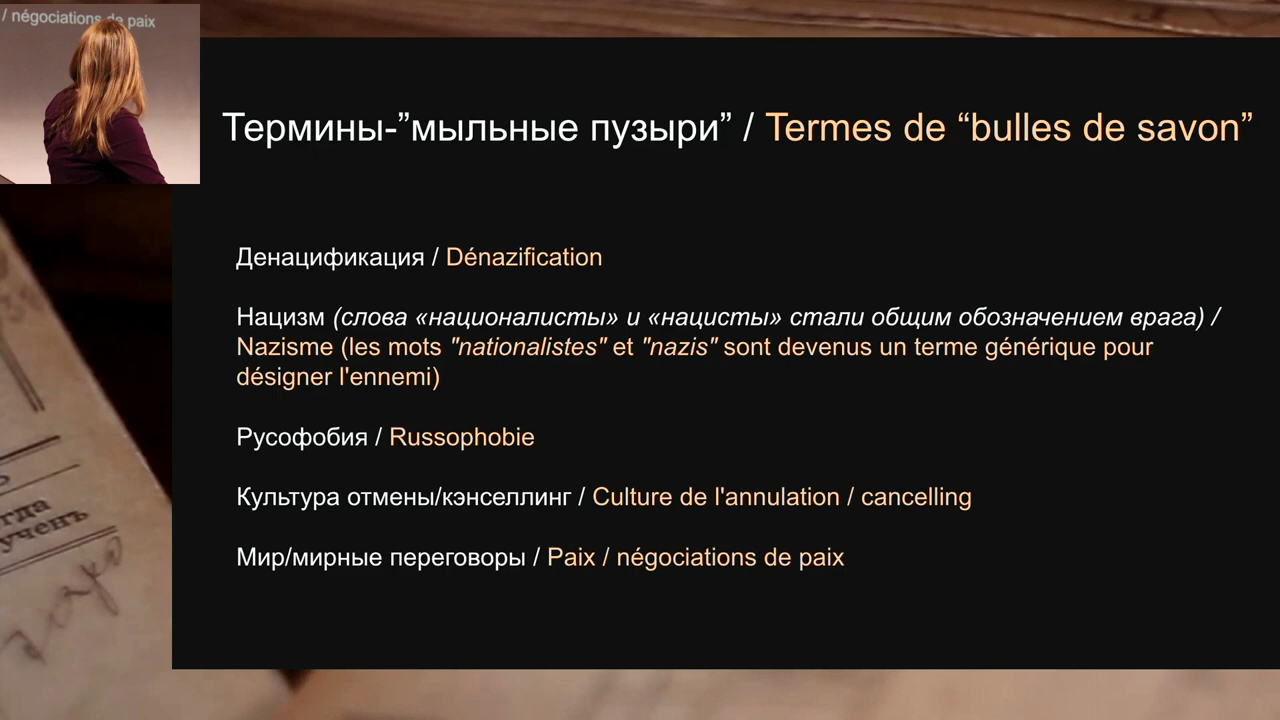 / négociations de paix
Термины-”мыльные пузыри” / Termes de “bulles de savon”
Денацификация / Dénazification
Нацизм (слова «националисты» и «нацисты» стали общим обозначением врага) /
Nazisme (les mots "nationalistes" et "nazis" sont devenus un terme générique pour
désigner l'ennemi)
Русофобия / Russophobie
Культура отмены/кэнселлинг / Culture de l'annulation / cancelling
Мир/мирные переговоры / Paix / négociations de paix